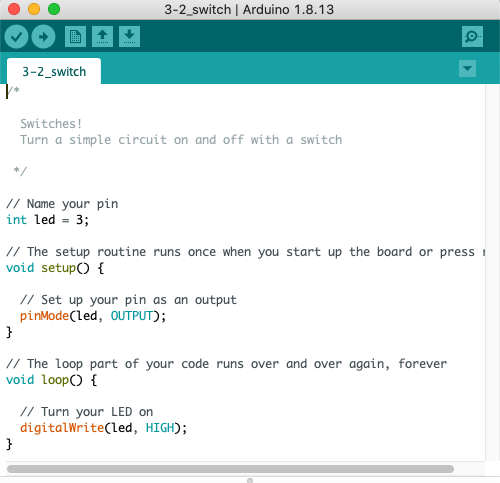 3-2_switch | Arduino 1.8.13
3-2_switch
/*
Switches!
Turn a simple circuit on and off with a switch
*/
// Name your pin
int led = 3;
// The setup routine runs once when you start up the board or press
void setup() {
// Set up your pin as an output
pinMode(led, OUTPUT);
}
// The loop part of your code runs over and over again, forever
void loop() {
// Turn your LED on
digitalWrite(led, HIGH);
}